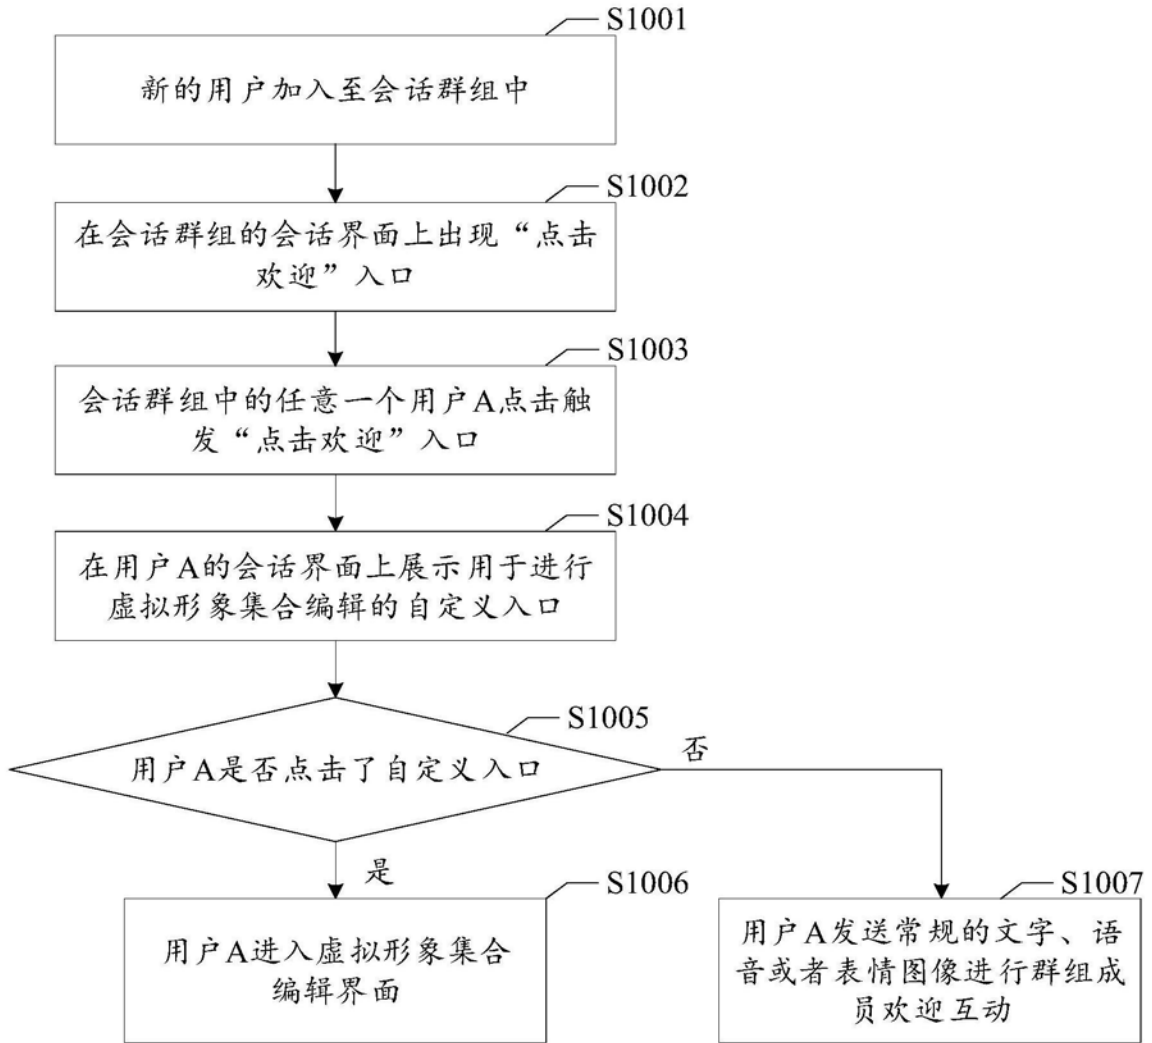 S1001
新的用户加入至会话群组中
S1002
在会话群组的会话界面上出现“点击
欢迎”入口
S1003
会话群组中的任意一个用户A点击触
发“点击欢迎”入口
S1004
在用户A的会话界面上展示用于进行
虚拟形象集合编辑的自定义入口
S1005
用户A是否点击了自定义入口
否
是
S1006
用户A进入虚拟形象集合
编辑界面
S1007
用户A发送常规的文字、语
音或者表情图像进行群组成
员欢迎互动